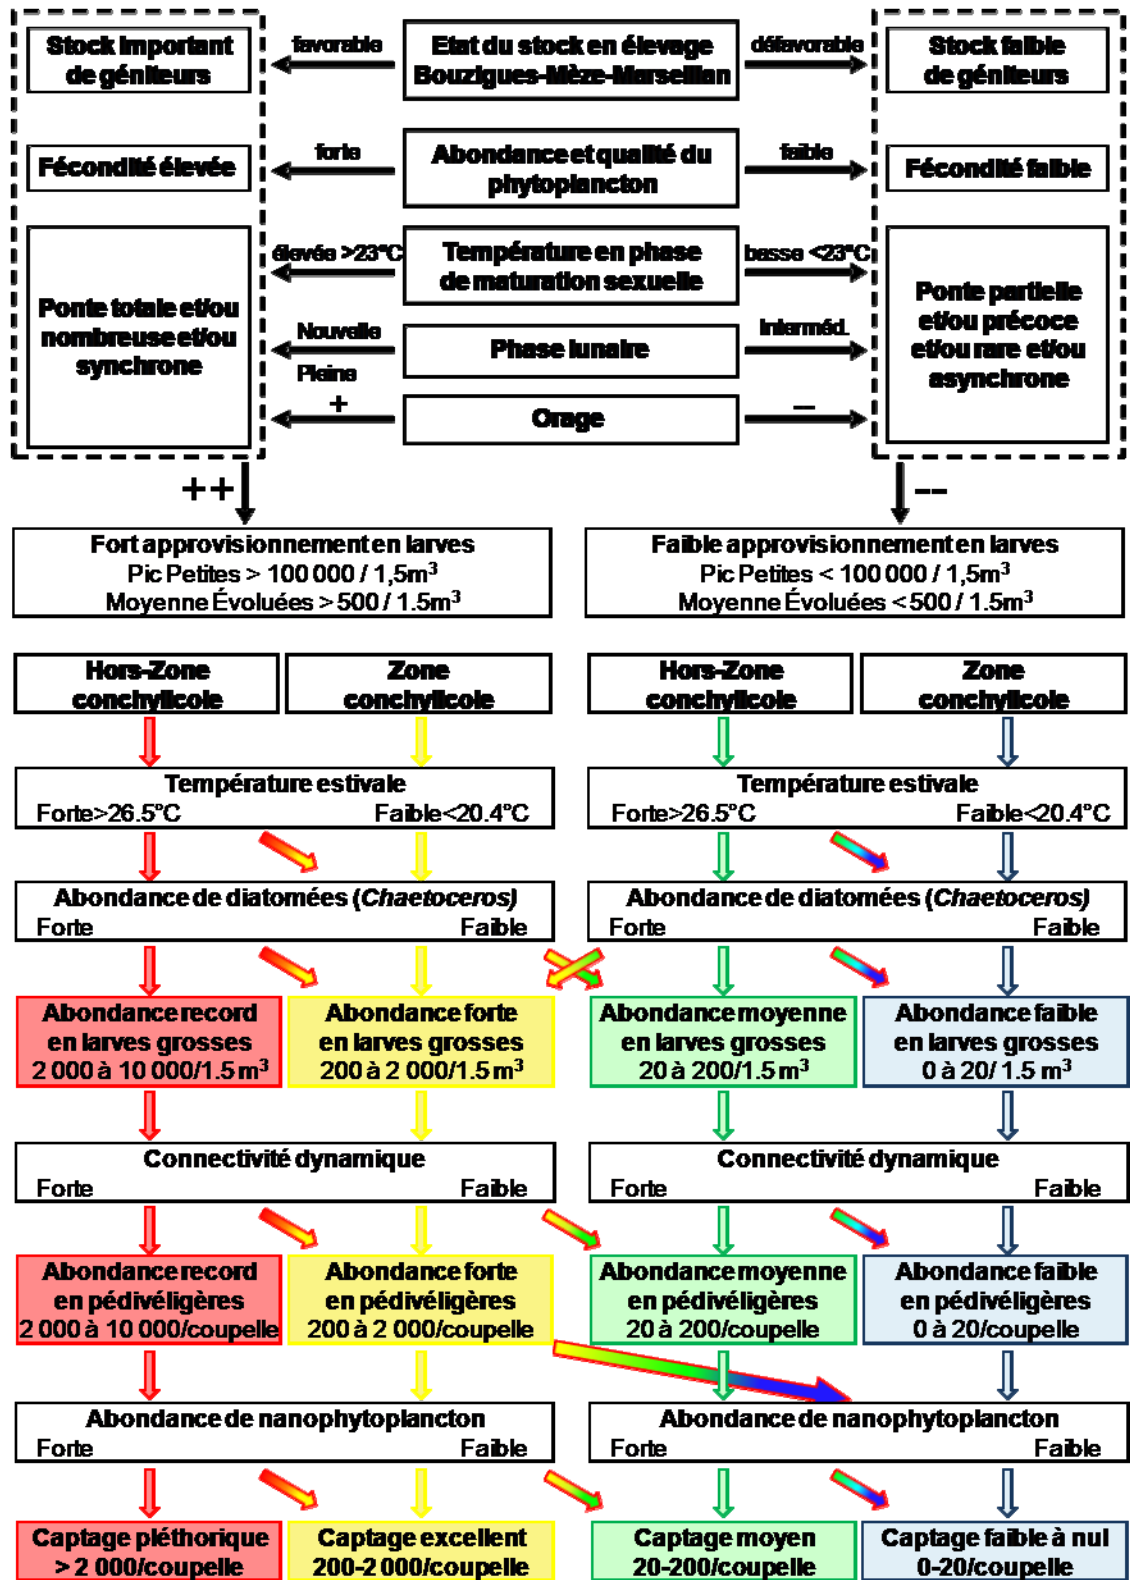 Stock important
de géniteurs
favorable
Etat du stock en élevage
Bouzigues-Mèze-Marseillan
défavorable
Stock faible
de géniteurs
Fécondité élevée
forte
Abondance et qualité du
phytoplancton
faible
Fécondité faible
Ponte totale et/ou
nombreuse et/ou
synchrone
élevée >23°C
Température en phase
de maturation sexuelle
basse <23°C
Ponte partielle
et/ou précoce
et/ou rare et/ou
asynchrone
Nouvelle
Pleine
Phase lunaire
Interméd.
+
Orage
–
++
--
Fort approvisionnement en larves
Pic Petites > 100 000 / 1,5m³
Moyenne Évoluées > 500 / 1.5m³
Faible approvisionnement en larves
Pic Petites < 100 000 / 1,5m³
Moyenne Évoluées < 500 / 1.5m³
Hors-Zone
conchylicole
Zone
conchylicole
Hors-Zone
conchylicole
Zone
conchylicole
Température estivale
Forte>26.5°C Faible<20.4°C
Température estivale
Forte>26.5°C Faible<20.4°C
Abondance de diatomées (Chaetoceros)
Forte Faible
Abondance de diatomées (Chaetoceros)
Forte Faible
Abondance record
en larves grosses
2 000 à 10 000/1.5 m³
Abondance forte
en larves grosses
200 à 2 000/1.5 m³
Abondance moyenne
en larves grosses
20 à 200/1.5 m³
Abondance faible
en larves grosses
0 à 20/ 1.5 m³
Connectivité dynamique
Forte Faible
Connectivité dynamique
Forte Faible
Abondance record
en pédivéligères
2 000 à 10 000/coupelle
Abondance forte
en pédivéligères
200 à 2 000/coupelle
Abondance moyenne
en pédivéligères
20 à 200/coupelle
Abondance faible
en pédivéligères
0 à 20/coupelle
Abondance de nanophytoplancton
Forte Faible
Abondance de nanophytoplancton
Forte Faible
Captage pléthorique
> 2 000/coupelle
Captage excellent
200-2 000/coupelle
Captage moyen
20-200/coupelle
Captage faible à nul
0-20/coupelle